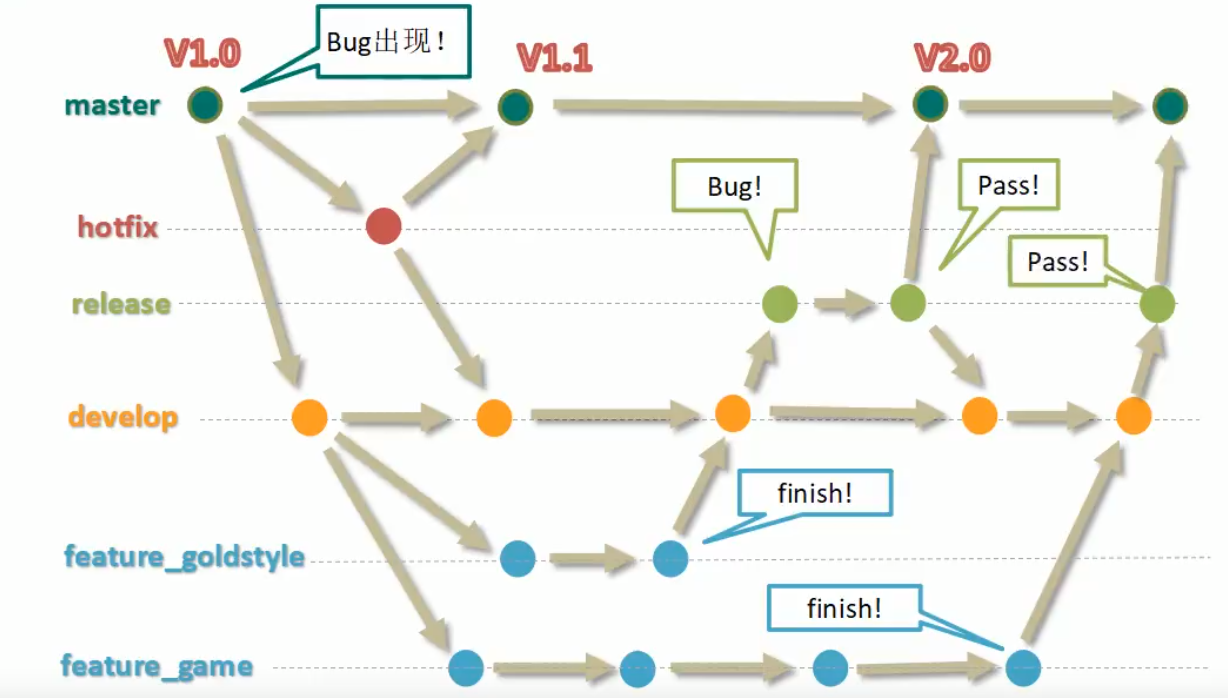 V1.0
Bug出现！
V1.1
V2.0
master
Bug!
Pass!
hotfix
Pass!
release
develop
finish!
feature_goldstyle
finish!
feature_game